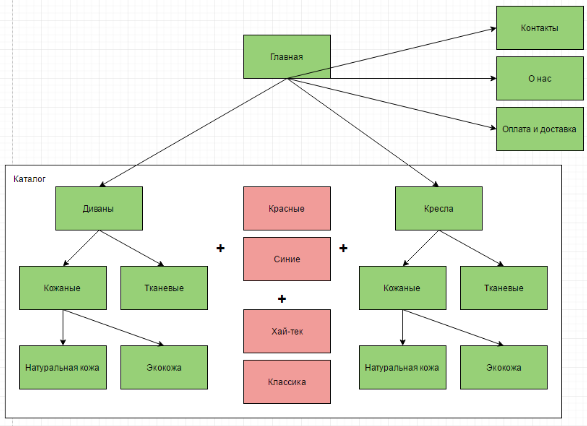 Контакты
Главная
О нас
Оплата и доставка
Каталог
Диваны
Красные
Кресла
+
+
Синие
Кожаные
Тканевые
Кожаные
Тканевые
+
Хай-тек
Натуральная кожа
Экокожа
Классика
Натуральная кожа
Экокожа